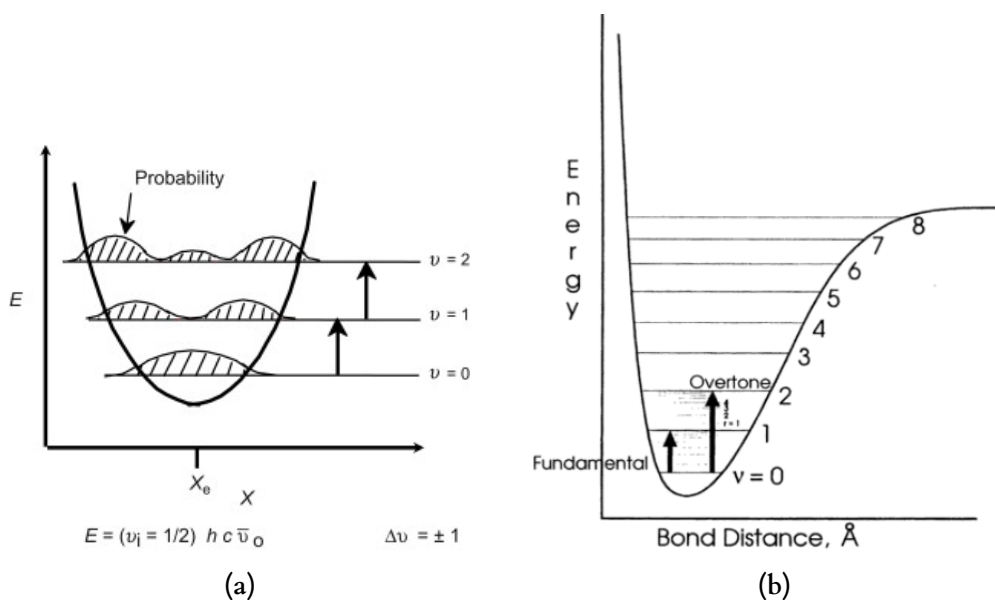 Probability
E
υ = 2
υ = 1
υ = 0
Xe
X
E = (υi = 1/2) h c ῡo
Δυ = ± 1
(a)
Energy
8
7
6
5
4
3
Overtone
2
1
Fundamental
ν = 0
Bond Distance, Å
(b)